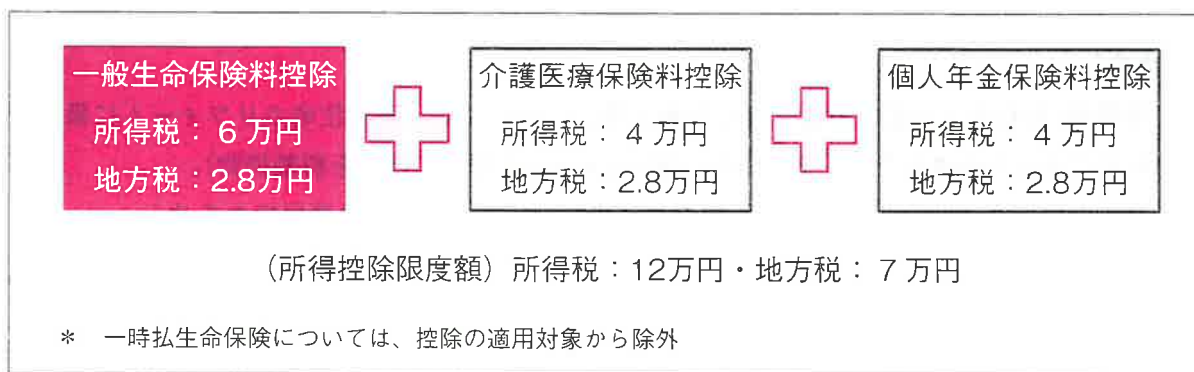 一般生命保険料控除
所得税：6万円
地方税：2.8万円
介護医療保険料控除
所得税：4万円
地方税：2.8万円
個人年金保険料控除
所得税：4万円
地方税：2.8万円
（所得控除限度額）所得税：12万円・地方税：7万円
＊　一時払生命保険については、控除の適用対象から除外